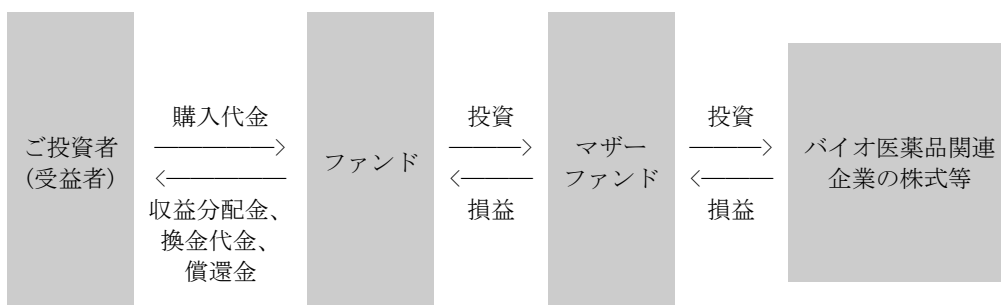 ご投資者
(受益者)
購入代金
収益分配金、
換金代金、
償還金
ファンド
投資
損益
マザー
ファンド
投資
損益
バイオ医薬品関連
企業の株式等